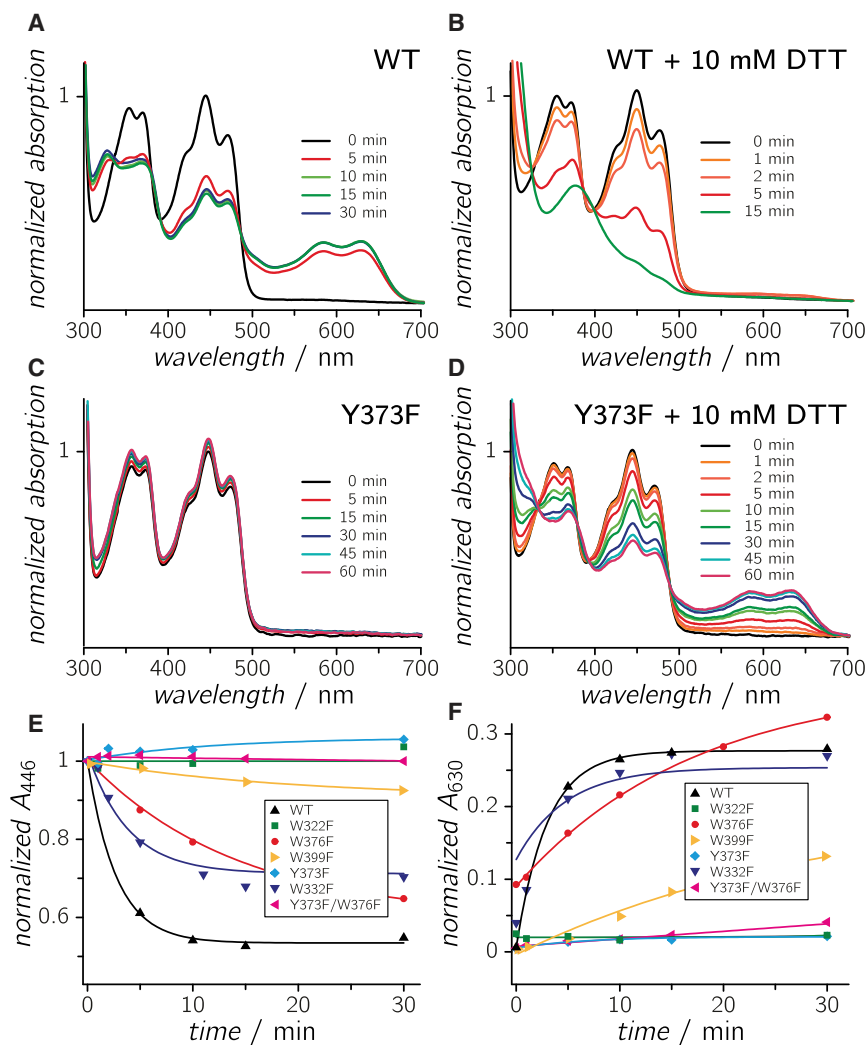 A
WT
normalized absorption
1
0 min
5 min
10 min
15 min
30 min
300 400 500 600 700
wavelength / nm
B
WT + 10 mM DTT
normalized absorption
1
0 min
1 min
2 min
5 min
15 min
300 400 500 600 700
wavelength / nm
C
Y373F
normalized absorption
1
0 min
5 min
15 min
30 min
45 min
60 min
300 400 500 600 700
wavelength / nm
D
Y373F + 10 mM DTT
normalized absorption
1
0 min
1 min
2 min
5 min
10 min
15 min
30 min
45 min
60 min
300 400 500 600 700
wavelength / nm
E
normalized A446
1
0.8
0.6
WT
W322F
W376F
W399F
Y373F
W332F
Y373F/W376F
0 10 20 30
time / min
F
normalized A630
0.3
0.2
0.1
0
WT
W322F
W376F
W399F
Y373F
W332F
Y373F/W376F
0 10 20 30
time / min